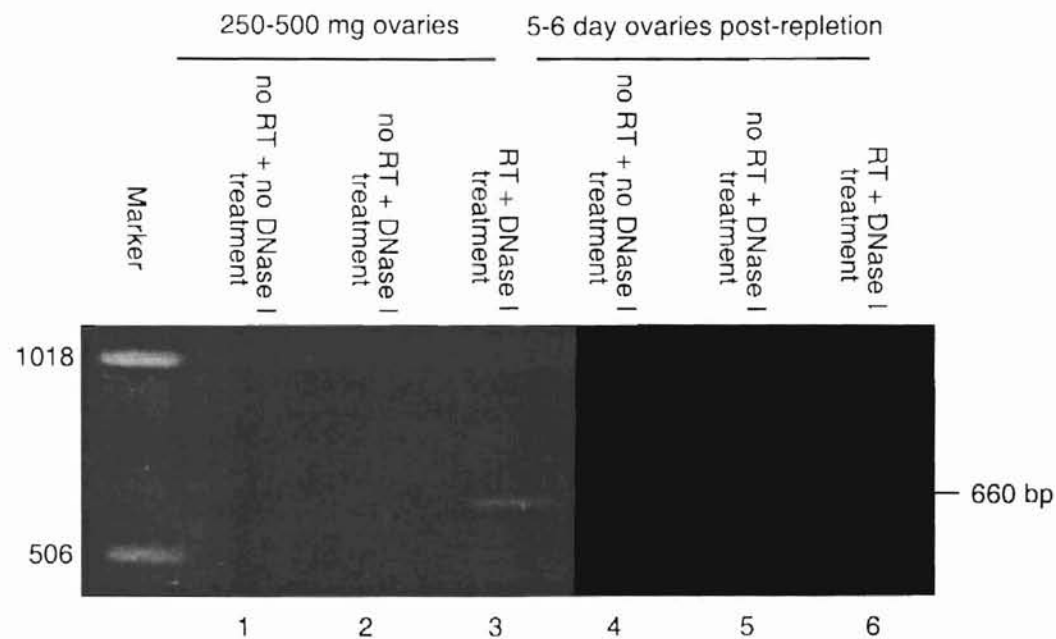 250-500 mg ovaries
5-6 day ovaries post-repletion
Marker
no RT + no DNase I
treatment
no RT + DNase I
treatment
RT + DNase I
treatment
no RT + no DNase I
treatment
no RT + DNase I
treatment
RT + DNase I
treatment
1018
660 bp
506
1
2
3
4
5
6